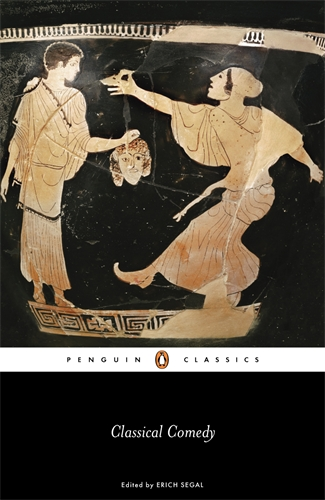 PENGUIN CLASSICS
Classical Comedy
Edited by ERICH SEGAL